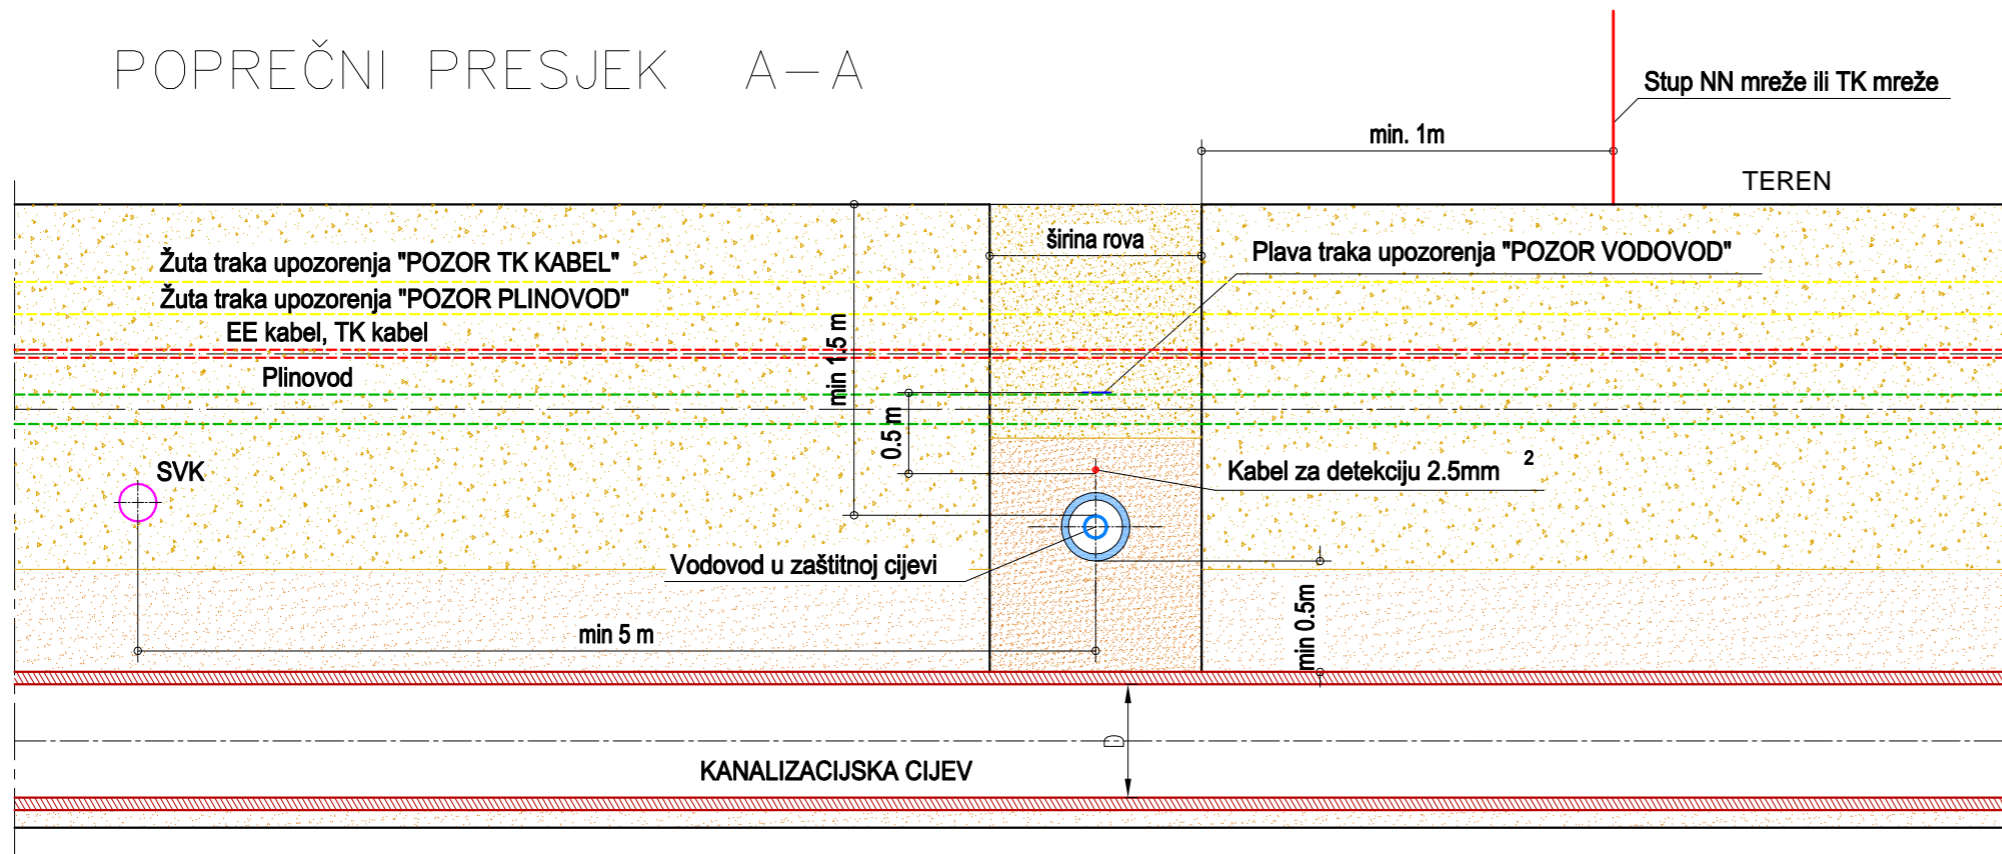 POPREČNI PRESJEK A-A
Stup NN mreže ili TK mreže
min. 1m
TEREN
širina rova
Plava traka upozorenja "POZOR VODOVOD"
Žuta traka upozorenja "POZOR TK KABEL"
Žuta traka upozorenja "POZOR PLINOVOD"
EE kabel, TK kabel
min 1.5 m
Plinovod
0.5 m
SVK
Kabel za detekciju 2.5mm 2
Vodovod u zaštitnoj cijevi
min 5 m
min 0.5m
D
KANALIZACIJSKA CIJEV